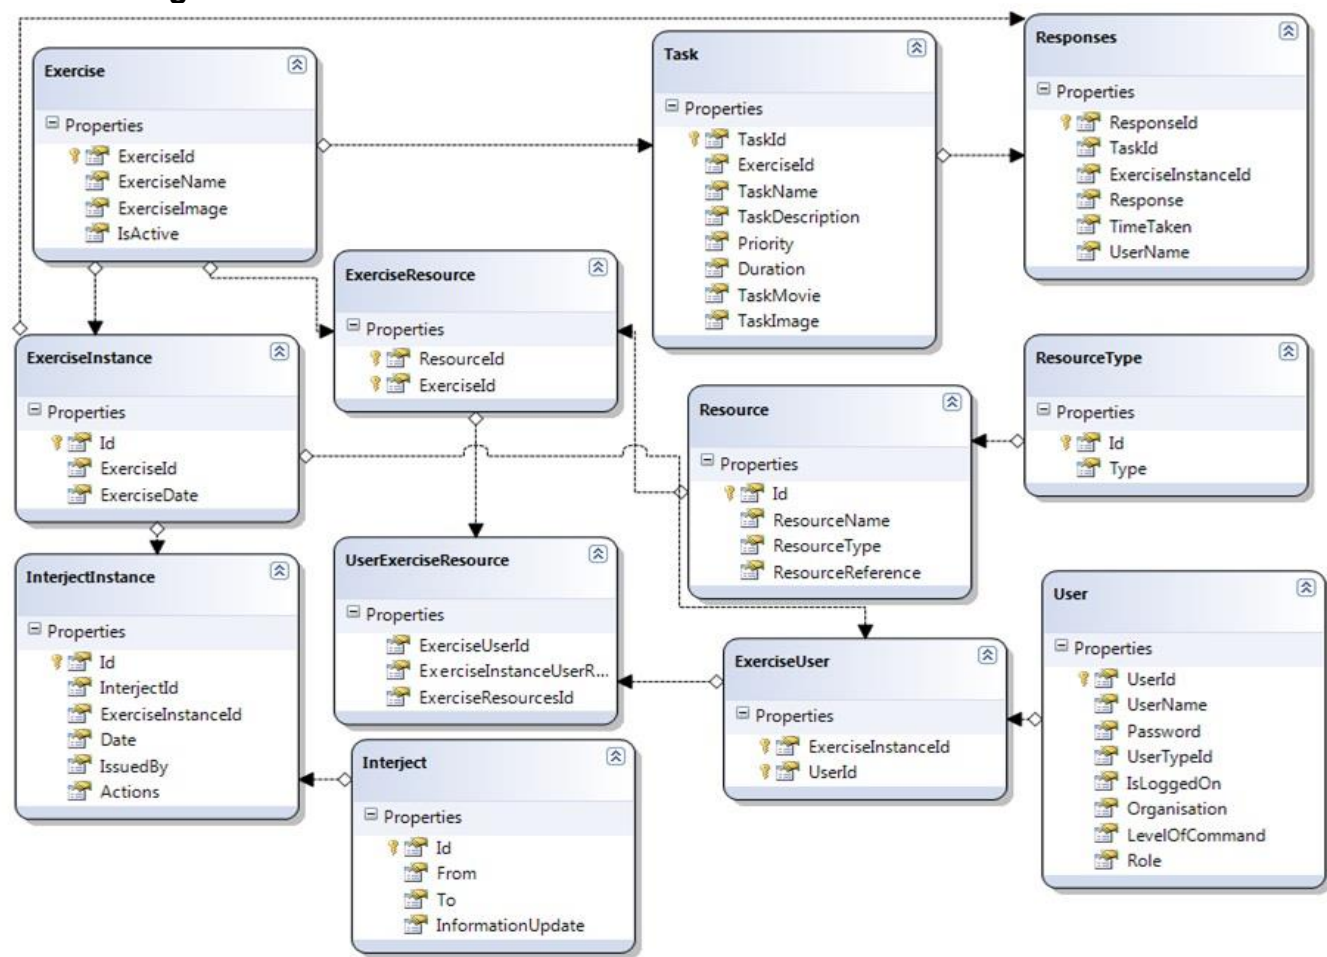 Exercise
Properties
ExerciseId
ExerciseName
ExerciseImage
IsActive
Task
Properties
TaskId
ExerciseId
TaskName
TaskDescription
Priority
Duration
TaskMovie
TaskImage
Responses
Properties
ResponseId
TaskId
ExerciseInstanceId
Response
TimeTaken
UserName
ExerciseResource
Properties
ResourceId
ExerciseId
ExerciseInstance
Properties
Id
ExerciseId
ExerciseDate
Resource
Properties
Id
ResourceName
ResourceType
ResourceReference
ResourceType
Properties
Id
Type
InterjectInstance
Properties
Id
InterjectId
ExerciseInstanceId
Date
IssuedBy
Actions
UserExerciseResource
Properties
ExerciseUserId
ExerciseInstanceUserR...
ExerciseResourcesId
ExerciseUser
Properties
ExerciseInstanceId
UserId
User
Properties
UserId
UserName
Password
UserTypeId
IsLoggedOn
Organisation
LevelOfCommand
Role
Interject
Properties
Id
From
To
InformationUpdate